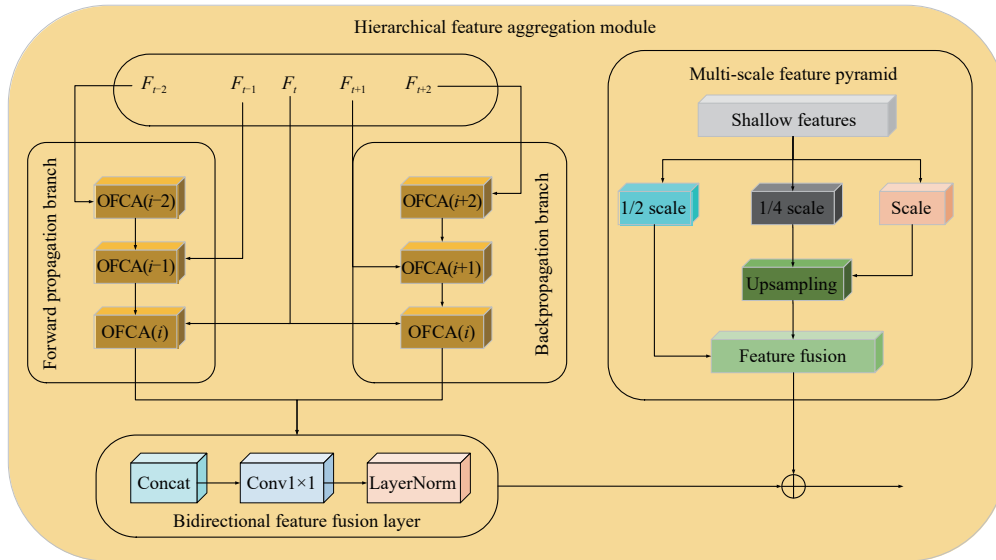 Hierarchical feature aggregation module
Fₜ₋₂
Fₜ₋₁
Fₜ
Fₜ₊₁
Fₜ₊₂
Forward propagation branch
OFCA(i−2)
OFCA(i−1)
OFCA(i)
OFCA(i+2)
OFCA(i+1)
OFCA(i)
Backpropagation branch
Concat
Conv1×1
LayerNorm
Bidirectional feature fusion layer
Multi-scale feature pyramid
Shallow features
1/2 scale
1/4 scale
Scale
Upsampling
Feature fusion